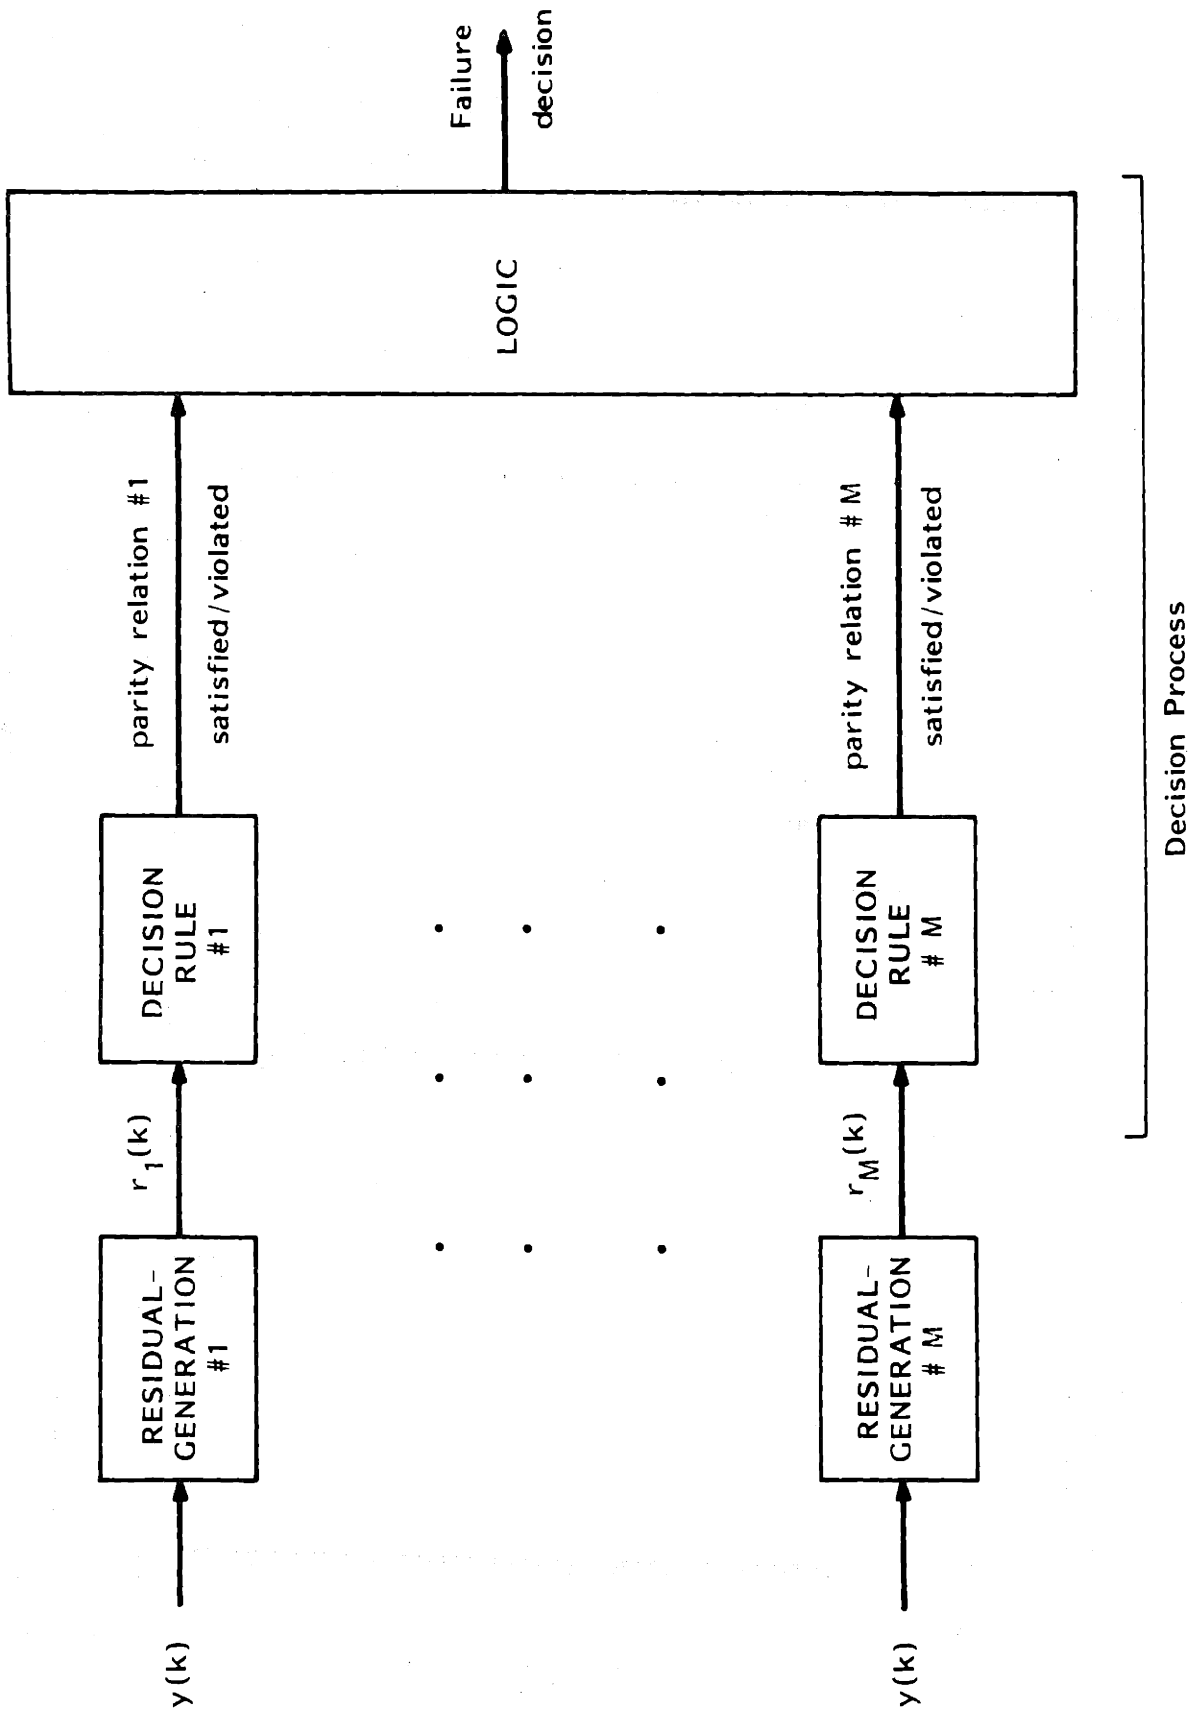 y(k)
RESIDUAL-
GENERATION
#1
r1(k)
DECISION
RULE
#1
parity relation #1
satisfied/violated
LOGIC
Failure
decision
y(k)
RESIDUAL-
GENERATION
# M
rM(k)
DECISION
RULE
# M
parity relation # M
satisfied/violated
Decision Process